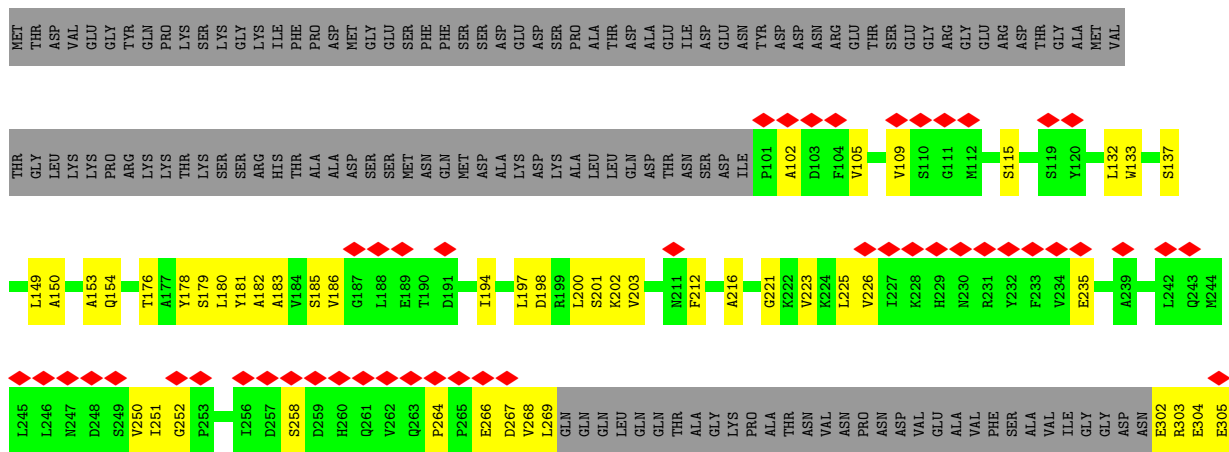 MET THR ASP VAL GLU GLY TYR GLN PRO LYS SER LYS GLY LYS ILE PHE PRO ASP MET GLY GLU SER PHE PHE SER SER ASP GLU ASP SER PRO ALA THR ASP ALA GLU ILE ASP GLU ASN TYR ASP ASP ASN ARG GLU THR SER GLU GLY ARG GLY GLU ARG ASP THR GLY ALA MET VAL
THR GLY LEU LYS LYS PRO ARG LYS LYS THR LYS SER SER ARG HIS THR ALA ALA ASP SER SER MET ASN GLN MET ASP ALA LYS ASP LYS ALA LEU LEU GLN ASP THR ASN SER ASP ILE P101 A102 D103 F104 V105 V109 S110 G111 M112 S115 S119 Y120 L132 W133 S137
L149 A150 A153 Q154 T176 A177 Y178 S179 L180 Y181 A182 A183 V184 S185 V186 G187 L188 E189 T190 D191 I194 L197 D198 R199 L200 S201 K202 V203 N211 F212 A216 G221 K222 V223 K224 L225 V226 I227 K228 H229 N230 R231 Y232 F233 V234 E235 A239 L242 Q243 M244
L245 L246 N247 D248 S249 V250 I251 G252 P253 I256 D257 S258 D259 H260 Q261 V262 Q263 P264 P265 E266 D267 V268 L269 GLN GLN GLN LEU GLN GLN THR ALA GLY LYS PRO ALA THR ASN VAL ASN PRO ASN ASP VAL GLU ALA VAL PHE SER ALA VAL ILE GLY GLY ASP ASN E302 R303 E304 E305